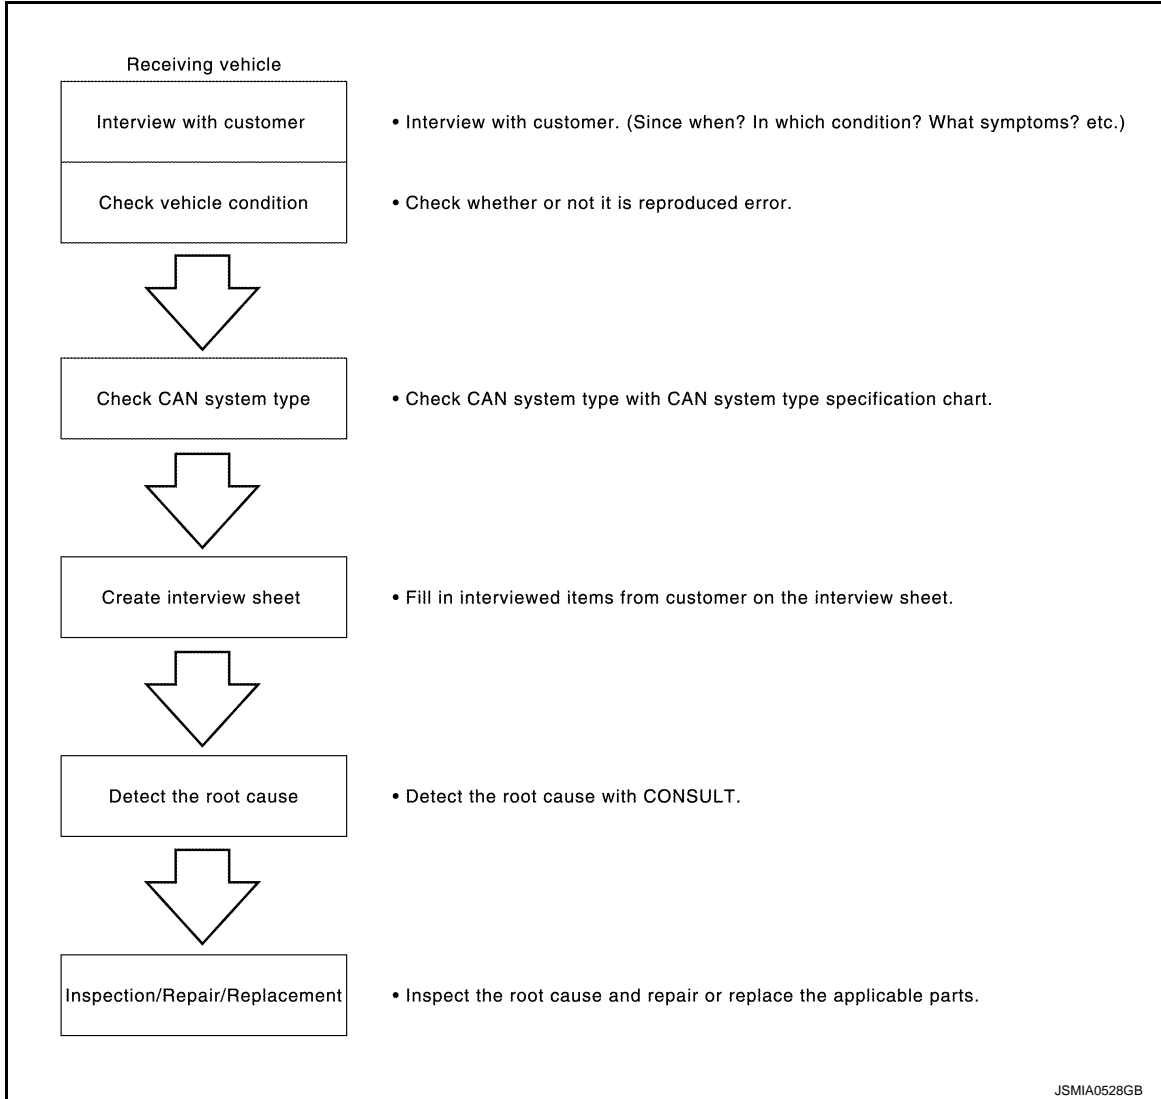 Receiving vehicle
Interview with customer
• Interview with customer. (Since when? In which condition? What symptoms? etc.)
Check vehicle condition
• Check whether or not it is reproduced error.
Check CAN system type
• Check CAN system type with CAN system type specification chart.
Create interview sheet
• Fill in interviewed items from customer on the interview sheet.
Detect the root cause
• Detect the root cause with CONSULT.
Inspection/Repair/Replacement
• Inspect the root cause and repair or replace the applicable parts.
JSMIA0528GB